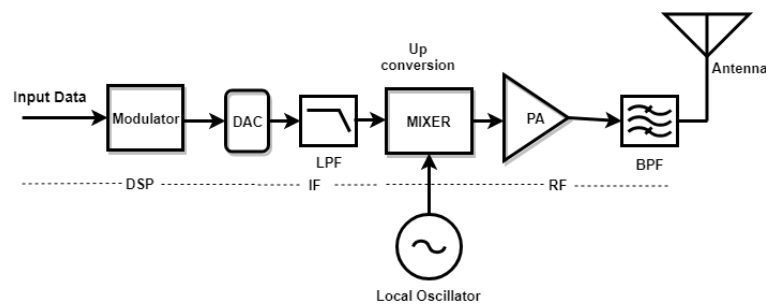 Up
conversion
Antenna
Input Data
Modulator
DAC
MIXER
PA
LPF
BPF
DSP
IF
RF
Local Oscillator